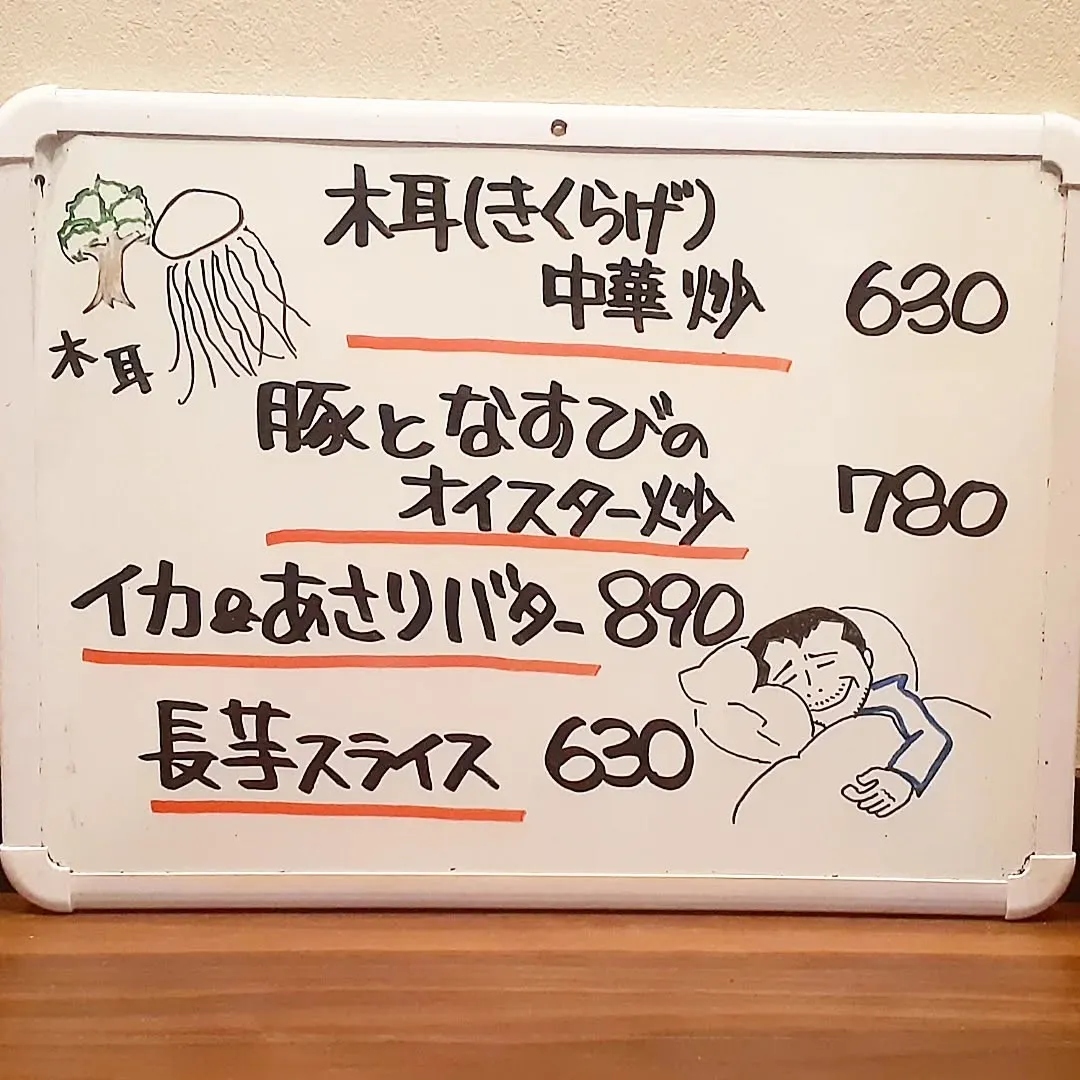 木耳(きくらげ)
中華炒 630
木耳
豚となすびの
オイスター炒 780
イカ&あさりバター 890
長芋スライス 630